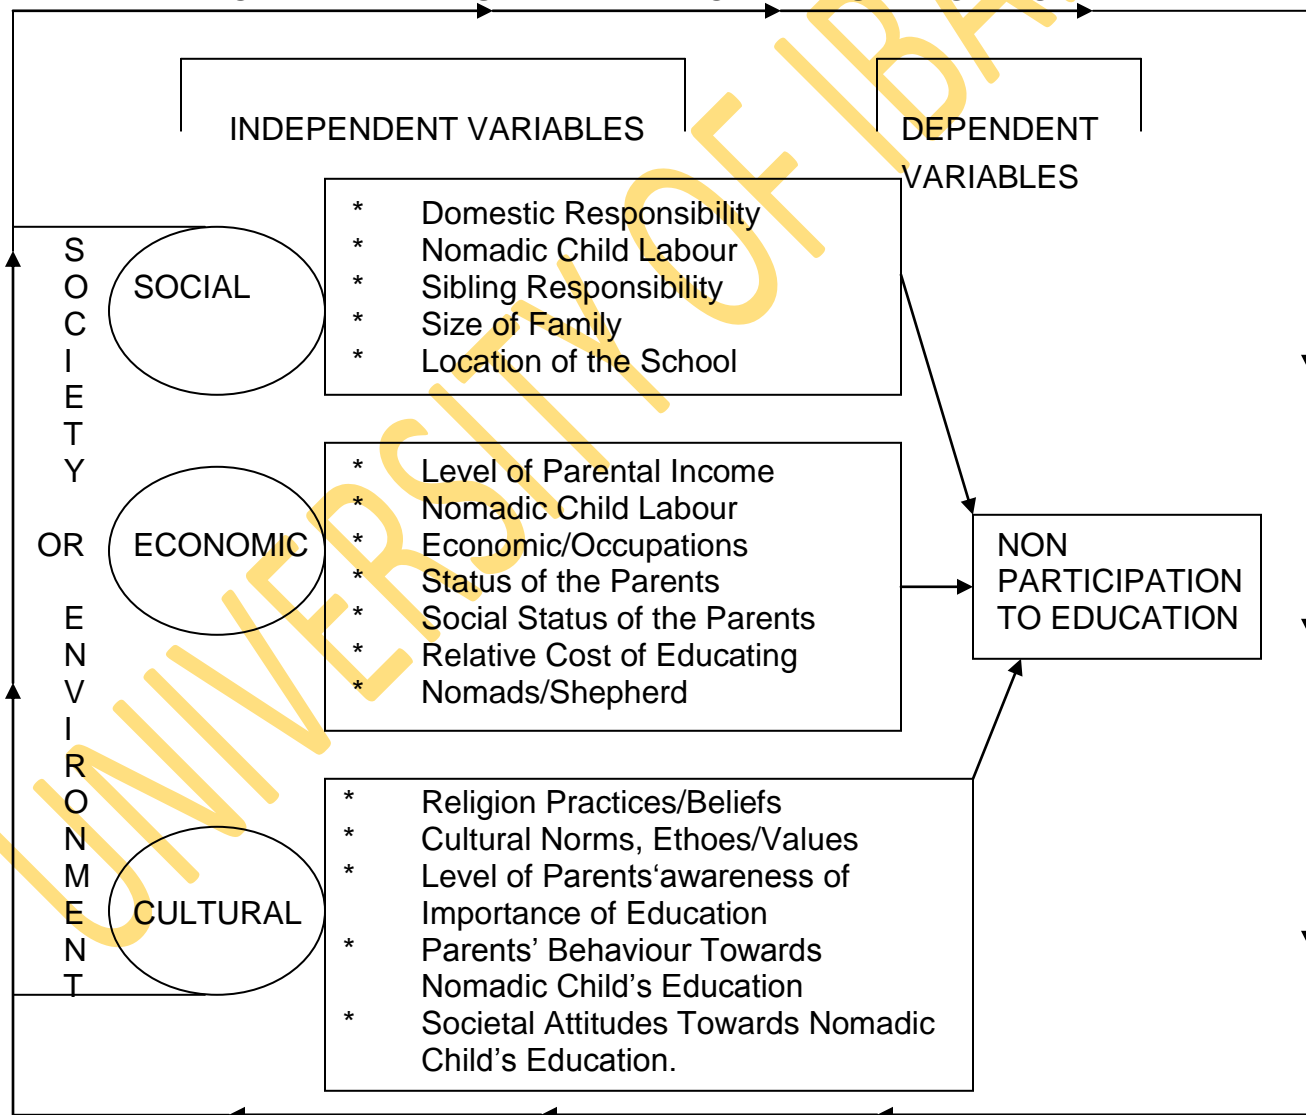 INDEPENDENT VARIABLES
DEPENDENT
VARIABLES
SOCIETY
OR
ENVIRONMENT
SOCIAL
* Domestic Responsibility
* Nomadic Child Labour
* Sibling Responsibility
* Size of Family
* Location of the School
ECONOMIC
* Level of Parental Income
* Nomadic Child Labour
* Economic/Occupations
* Status of the Parents
* Social Status of the Parents
* Relative Cost of Educating
* Nomads/Shepherd
NON
PARTICIPATION
TO EDUCATION
CULTURAL
* Religion Practices/Beliefs
* Cultural Norms, Ethoes/Values
* Level of Parents‘awareness of
Importance of Education
* Parents’ Behaviour Towards
Nomadic Child’s Education
* Societal Attitudes Towards Nomadic
Child’s Education.
UNIVERSITY OF